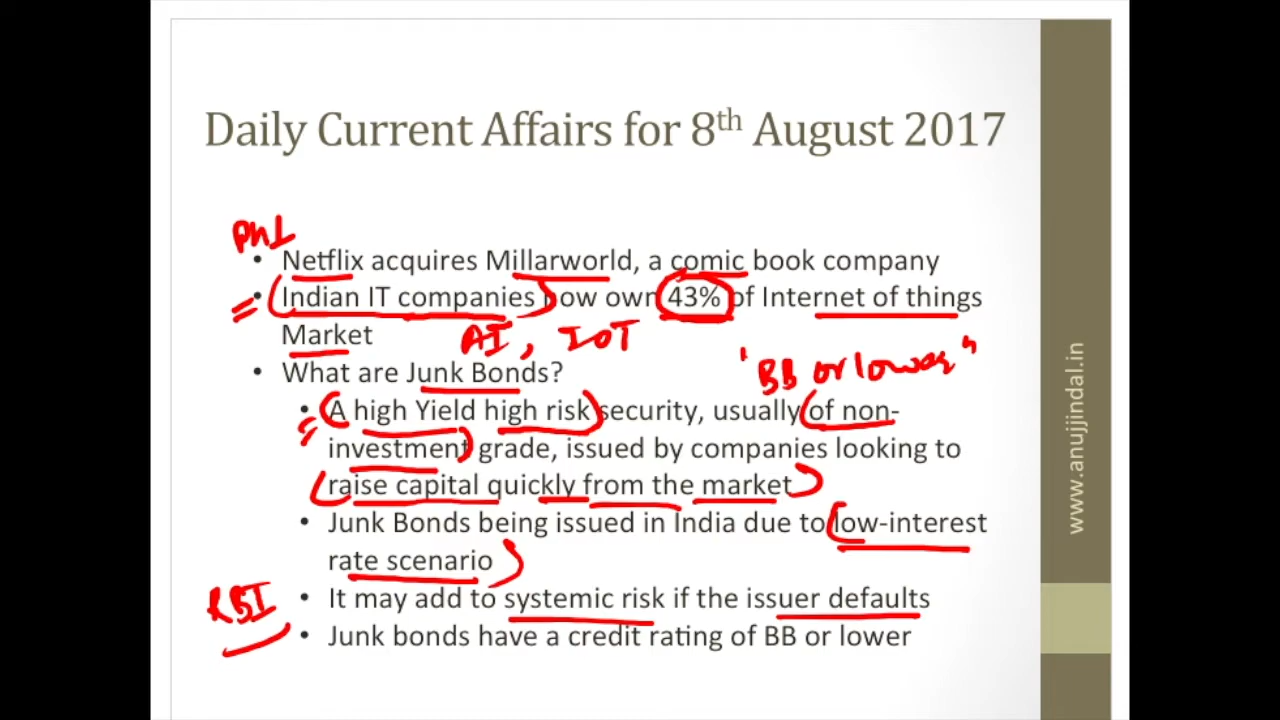 Daily Current Affairs for 8th August 2017
Ph1
• Netflix acquires Millarworld, a comic book company
• Indian IT companies now own 43% of Internet of things
Market
AI, IOT
• What are Junk Bonds?
"BB or lower"
• A high Yield high risk security, usually of non-
investment grade, issued by companies looking to
raise capital quickly from the market
• Junk Bonds being issued in India due to low-interest
rate scenario
RBI
• It may add to systemic risk if the issuer defaults
• Junk bonds have a credit rating of BB or lower
www.anujjindal.in